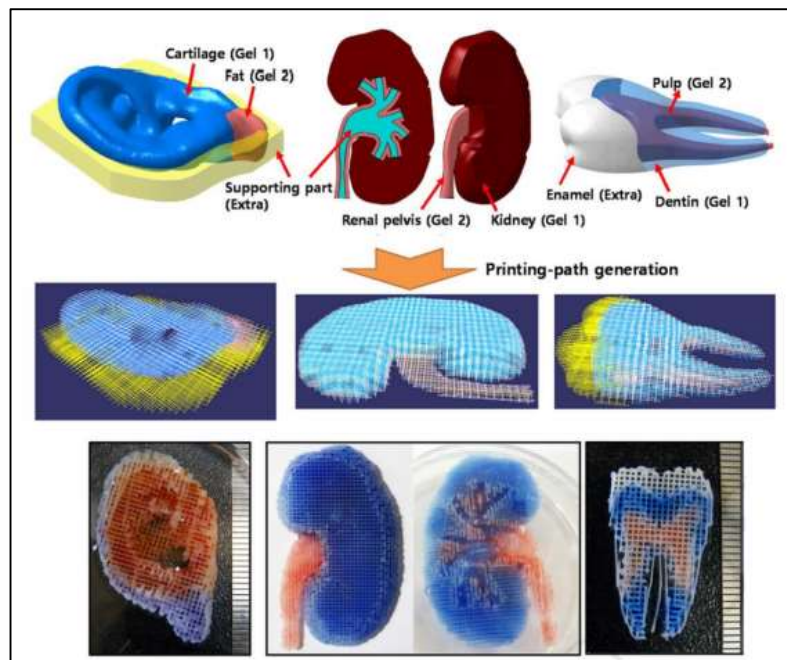 Cartilage (Gel 1)
Fat (Gel 2)
Supporting part
(Extra)
Renal pelvis (Gel 2)
Kidney (Gel 1)
Pulp (Gel 2)
Enamel (Extra)
Dentin (Gel 1)
Printing-path generation